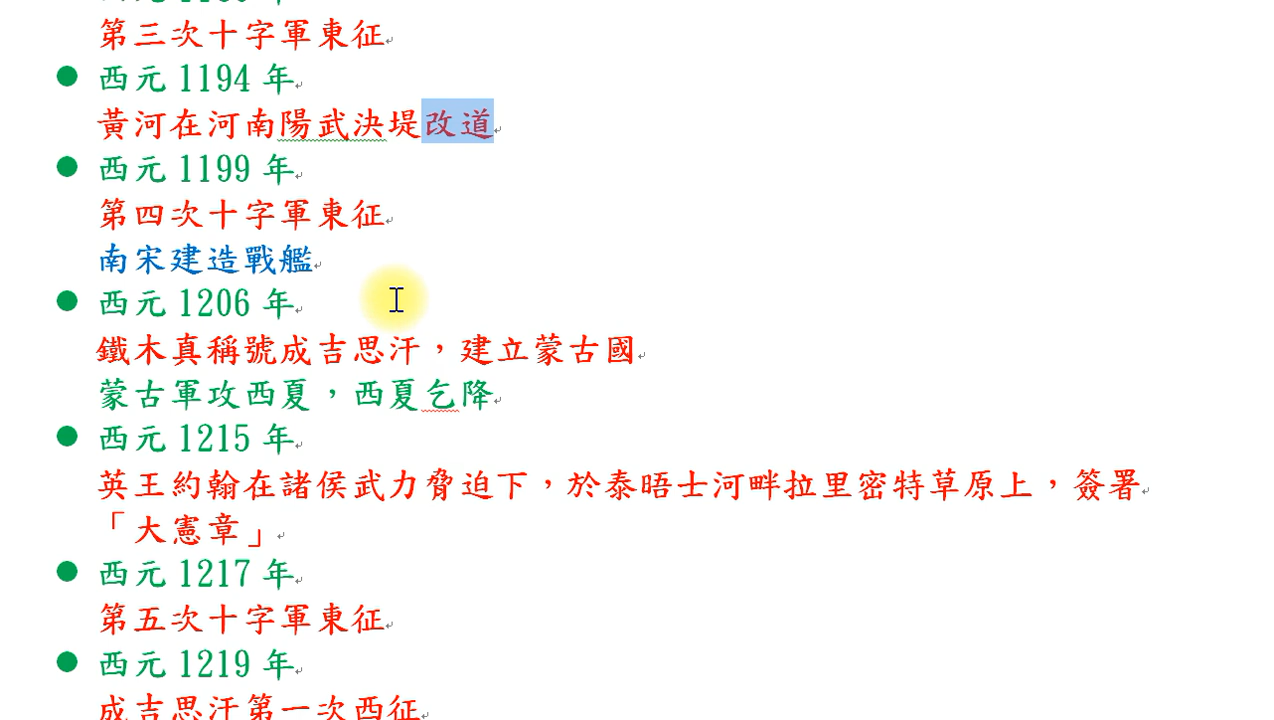 第三次十字軍東征
西元 1194 年
黃河在河南陽武決堤改道
西元 1199 年
第四次十字軍東征
南宋建造戰艦
西元 1206 年
鐵木真稱號成吉思汗，建立蒙古國
蒙古軍攻西夏，西夏乞降
西元 1215 年
英王約翰在諸侯武力脅迫下，於泰晤士河畔拉里密特草原上，簽署
「大憲章」
西元 1217 年
第五次十字軍東征
西元 1219 年
成吉思汗第一次西征